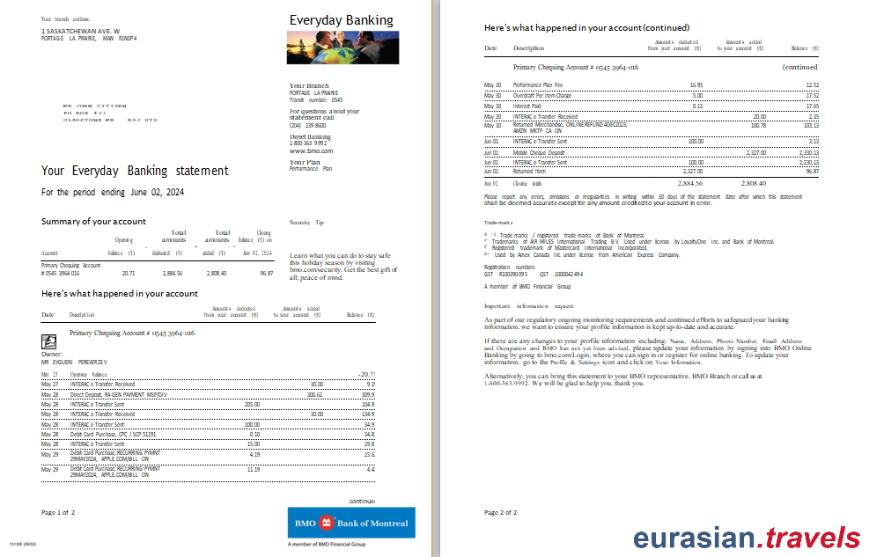 Your branch address
1 SASKATCHEWAN AVE. W
PORTAGE LA PRAIRIE, MAN R1N0P4
MR JOHN CITIZEN
PO BOX
GLADSTONE MB R0J 0T0
Everyday Banking
Your Branch
PORTAGE LA PRAIRIE
Transit number: 0545
For questions about your
statement call
(204) 239 8600
Direct Banking
1 800 363 9992
www.bmo.com
Your Plan
Performance Plan
Your Everyday Banking statement
For the period ending June 02, 2024
Summary of your account
Account Opening balance ($) Total amounts deducted ($) Total amounts added ($) Closing balance ($) on Jun 02, 2024
Primary Chequing Account
# 0545 3964-016 20.71 2,884.56 2,808.40 96.87
Security Tip
Learn what you can do to stay safe
this holiday season by visiting
bmo.com/security. Get the best gift of
all; peace of mind.
Here's what happened in your account
Date Description Amounts deducted from your account ($) Amounts added to your account ($) Balance ($)
Primary Chequing Account # 0545 3964-016
Owner:
MR EVGUENI PEREVERZEV
Opening balance -20.71
May 27 INTERAC e-Transfer Received 30.00 9.2
May 28 Direct Deposit, RA-GEN PAYMENT MSP/DIV 300.62 309.9
May 28 INTERAC e-Transfer Sent 205.00 104.9
May 28 INTERAC e-Transfer Received 30.00 134.9
May 28 INTERAC e-Transfer Sent 100.00 34.9
May 28 Debit Card Purchase, CPC / SCP 51291 0.10 34.8
May 28 INTERAC e-Transfer Sent 15.00 19.8
May 29 Debit Card Purchase, RECURRING PYMNT
29MAY2024, APPLE.COM/BILL ON 4.19 15.6
May 29 Debit Card Purchase, RECURRING PYMNT
29MAY2024, APPLE.COM/BILL ON 11.19 4.4
continue
Page 1 of 2
BMO Bank of Montreal
A member of BMO Financial Group
Here's what happened in your account (continued)
Date Description Amounts deducted from your account ($) Amounts added to your account ($) Balance ($)
Primary Chequing Account # 0545 3964-016 (continued
May 30 Performance Plan Fee 16.95 12.52
May 30 Overdraft Per Item Charge 5.00 17.52
May 30 Interest Paid 0.13 17.65
May 30 INTERAC e-Transfer Received 20.00 2.35
May 30 Returned Merchandise, ONLINE REFUND 4DEC2023,
AMZN MKTP CA ON 100.78 103.13
Jun 01 INTERAC e-Transfer Sent 100.00 3.13
Jun 01 Mobile Cheque Deposit 2,327.00 2,330.13
Jun 01 INTERAC e-Transfer Sent 100.00 2,230.13
Jun 01 Returned Item 2,327.00 96.87
Jun 02 Closing totals 2,884.56 2,808.40
Please report any errors, omissions or irregularities in writing within 30 days of the statement date after which this statement
shall be deemed accurate except for any amount credited to your account in error.
Trade-marks
Trade-marks / registered trade-marks of Bank of Montreal
Trademarks of AIR MILES International Trading B.V. Used under license by LoyaltyOne Inc. and Bank of Montreal.
Registered trademark of Mastercard International Incorporated.
Used by Amex Canada Inc under license from American Express Company.
Registration numbers
GST R100390095 QST 1000042494
A member of BMO Financial Group
Important information request
As part of our regulatory ongoing monitoring requirements and continued efforts to safeguard your banking
information, we want to ensure your profile information is kept up-to-date and accurate.
If there are any changes to your profile information including: Name, Address, Phone Number, Email Address
and Occupation and BMO has not yet been advised, please update your information by signing into BMO Online
Banking by going to bmo.com/Login, where you can sign in or register for online banking. To update your
information, go to the Profile & Settings icon and click on Your Information.
Alternatively, you can bring this statement to your BMO representative, BMO Branch or call us at
1-800-363-9992. We will be glad to help you, thank you.
Page 2 of 2
eurasian.travels